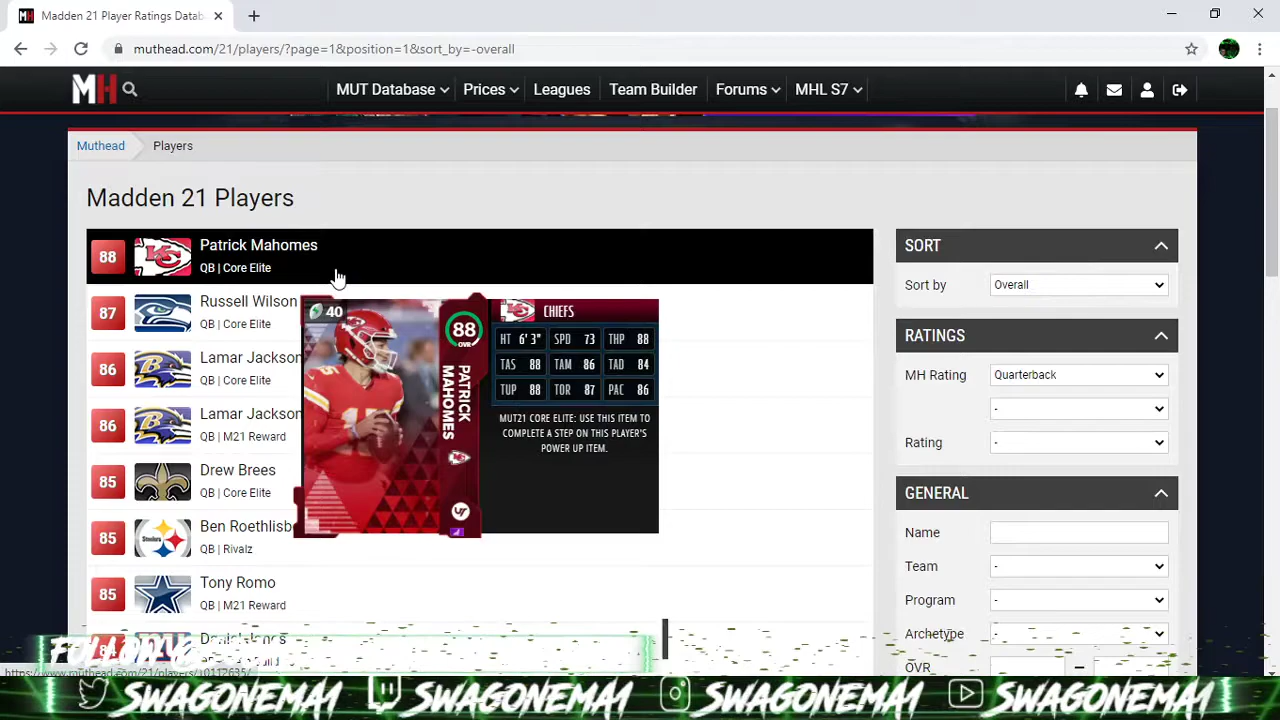 Madden 21 Player Ratings Datab
muthead.com/21/players/?page=1&position=1&sort_by=-overall
MH
MUT Database
Prices
Leagues
Team Builder
Forums
MHL S7
Muthead
Players
Madden 21 Players
88
Patrick Mahomes
QB | Core Elite
87
Russell Wilson
QB | Core Elite
86
Lamar Jackson
QB | Core Elite
86
Lamar Jackson
QB | M21 Reward
85
Drew Brees
QB | Core Elite
85
Ben Roethlisb
QB | Rivalz
85
Tony Romo
QB | M21 Reward
40
88
OVR
PATRICK
MAHOMES
CHIEFS
HT 6' 3" SPD 73 THP 88
TAS 88 TAM 86 TAD 84
TUP 88 TOR 87 PAC 86
MUT21 CORE ELITE: USE THIS ITEM TO
COMPLETE A STEP ON THIS PLAYER'S
POWER UP ITEM.
SORT
Sort by
Overall
RATINGS
MH Rating
Quarterback
-
Rating
-
GENERAL
Name
Team
-
Program
-
Archetype
-
OVR
–
SWAGONEMA1
SWAGONEMA1
SWAGONEMA1
SWAGONEMA1